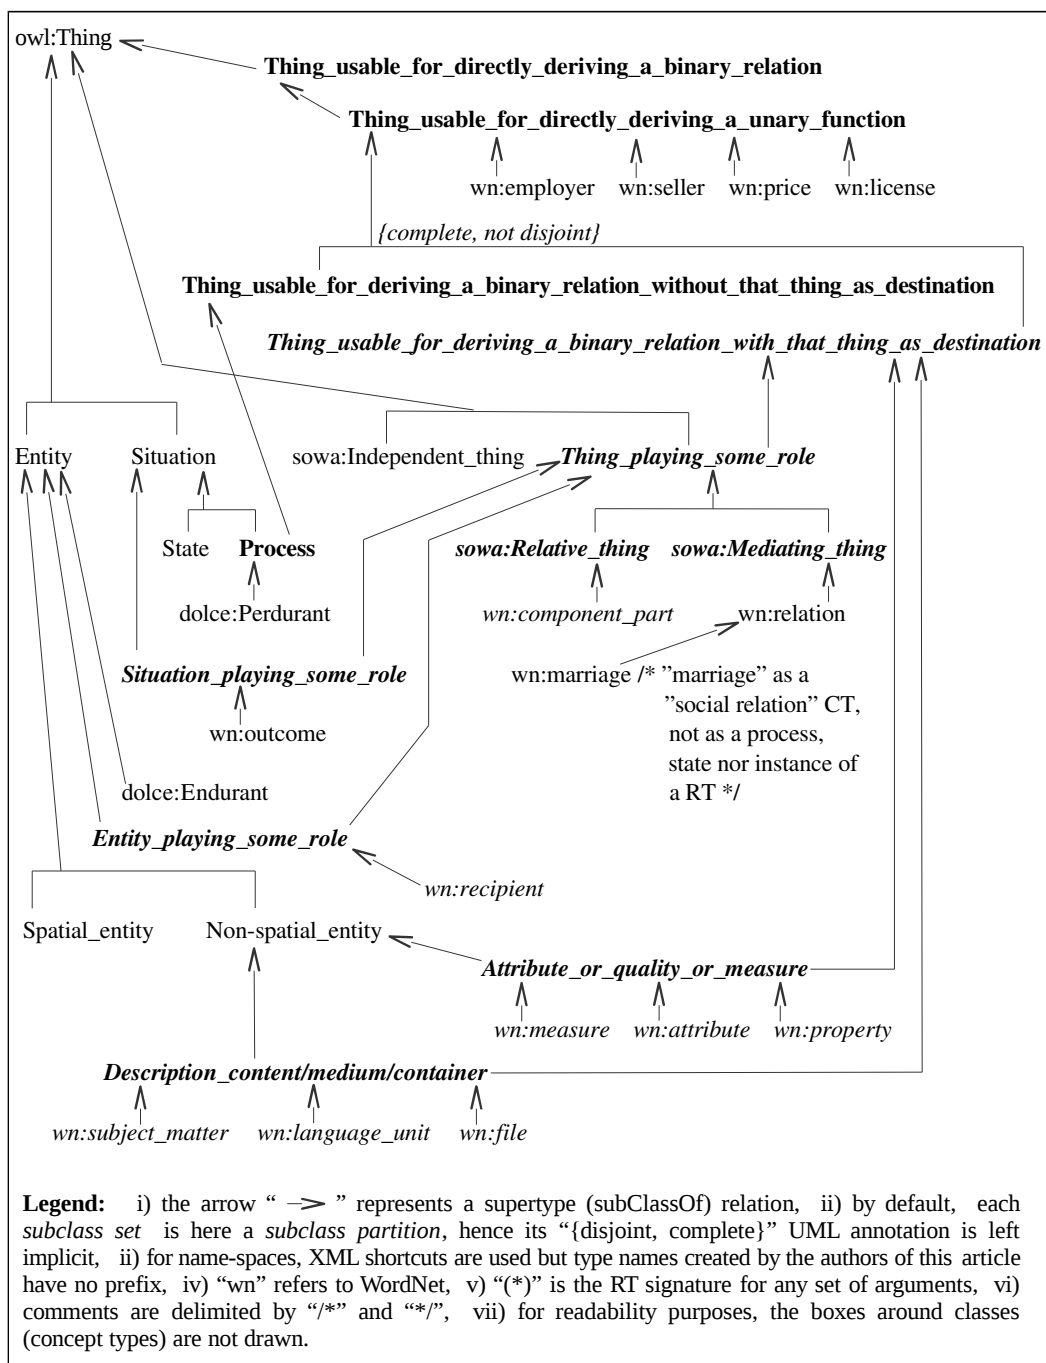 owl:Thing
Thing_usable_for_directly_deriving_a_binary_relation
Thing_usable_for_directly_deriving_a_unary_function
wn:employer wn:seller wn:price wn:license
{complete, not disjoint}
Thing_usable_for_deriving_a_binary_relation_without_that_thing_as_destination
Thing_usable_for_deriving_a_binary_relation_with_that_thing_as_destination
Entity Situation sowa:Independent_thing Thing_playing_some_role
State Process sowa:Relative_thing sowa:Mediating_thing
dolce:Perdurant wn:component_part wn:relation
Situation_playing_some_role wn:marriage /* ”marriage” as a
”social relation” CT,
wn:outcome not as a process,
state nor instance of
dolce:Endurant a RT */
Entity_playing_some_role
wn:recipient
Spatial_entity Non-spatial_entity
Attribute_or_quality_or_measure
wn:measure wn:attribute wn:property
Description_content/medium/container
wn:subject_matter wn:language_unit wn:file
Legend: i) the arrow “ ” represents a supertype (subClassOf) relation, ii) by default, each
subclass set is here a subclass partition, hence its “{disjoint, complete}” UML annotation is left
implicit, ii) for name-spaces, XML shortcuts are used but type names created by the authors of this article
have no prefix, iv) “wn” refers to WordNet, v) “(*)” is the RT signature for any set of arguments, vi)
comments are delimited by “/*” and “*/”, vii) for readability purposes, the boxes around classes
(concept types) are not drawn.